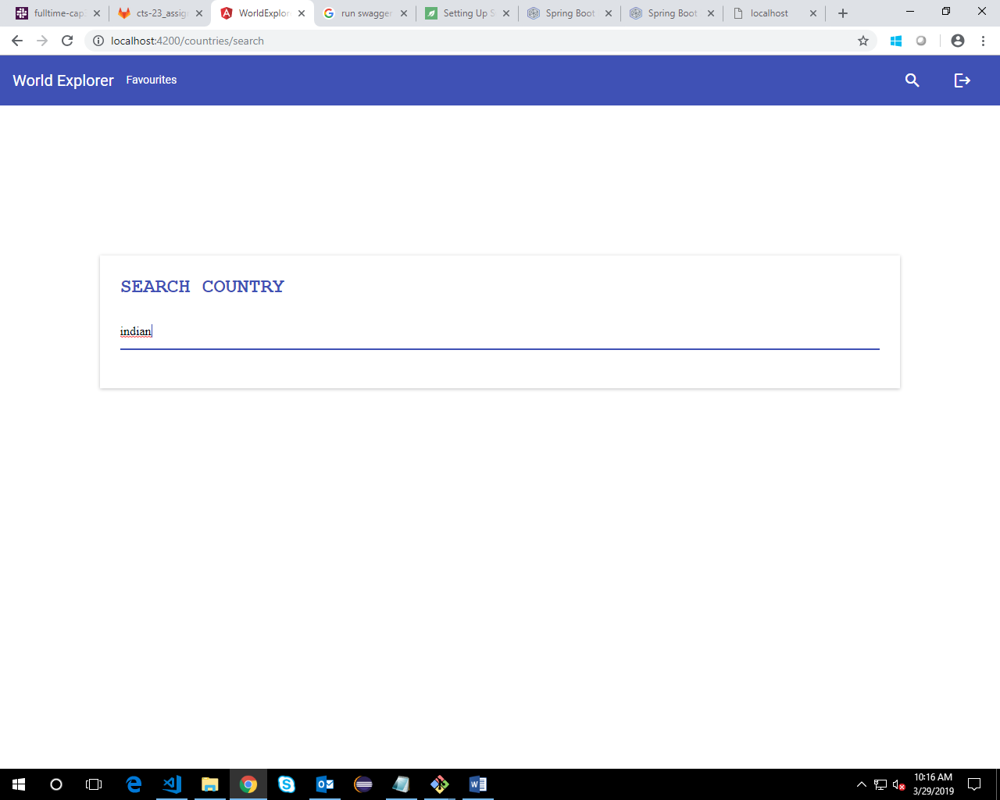 fulltime-cap
cts-23_assig
WorldExplor
run swagger
Setting Up S
Spring Boot
Spring Boot
localhost
localhost:4200/countries/search
World Explorer
Favourites
SEARCH COUNTRY
indian
10:16 AM
3/29/2019